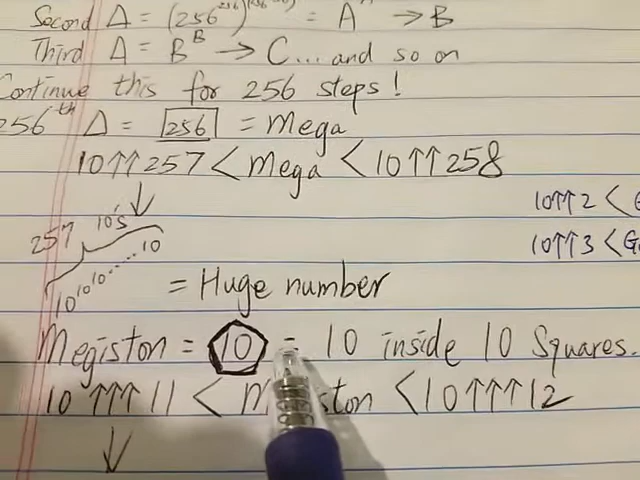 Second Δ = (256^256)^(256^256) = A → B
Third Δ = B^B → C... and so on
Continue this for 256 steps!
256th Δ = 256 = Mega
10↑↑257 < Mega < 10↑↑258
10↑↑2 <
257 10's
10↑↑3 <
10^10^10^.....^10 = Huge number
Megiston = 10 = 10 inside 10 Squares.
10↑↑↑11 < M ston < 10↑↑↑12